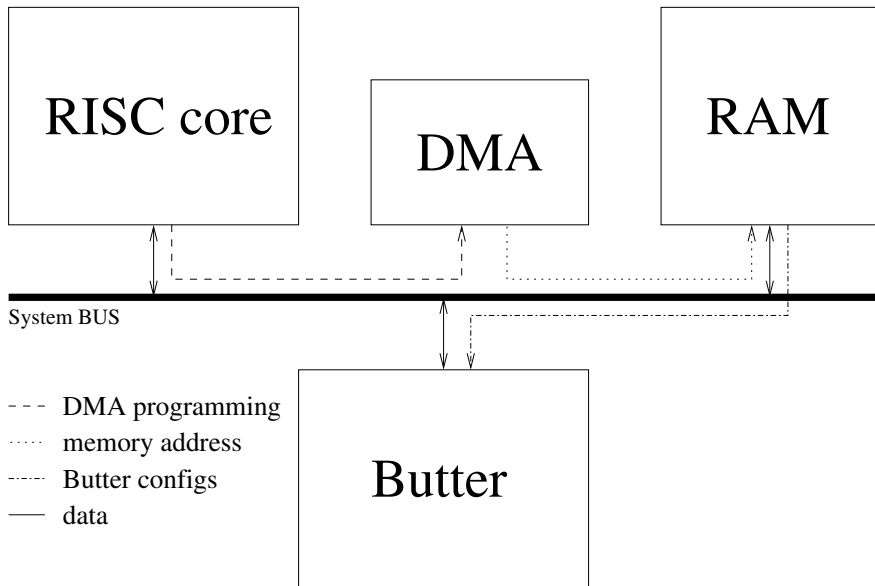 RISC core
DMA
RAM
System BUS
DMA programming
memory address
Butter configs
data
Butter